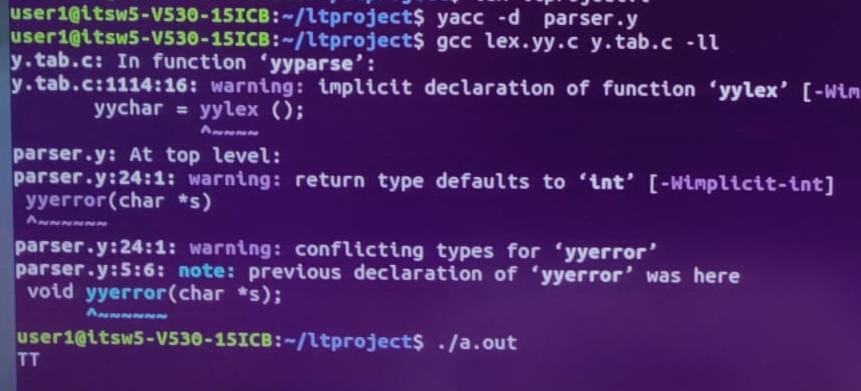 user1@itsw5-V530-15ICB:~/ltproject$ yacc -d  parser.y
user1@itsw5-V530-15ICB:~/ltproject$ gcc lex.yy.c y.tab.c -ll
y.tab.c: In function ‘yyparse’:
y.tab.c:1114:16: warning: implicit declaration of function ‘yylex’ [-Wim
yychar = yylex ();
^~~~~
parser.y: At top level:
parser.y:24:1: warning: return type defaults to ‘int’ [-Wimplicit-int]
yyerror(char *s)
^~~~~~~
parser.y:24:1: warning: conflicting types for ‘yyerror’
parser.y:5:6: note: previous declaration of ‘yyerror’ was here
void yyerror(char *s);
^~~~~~~
user1@itsw5-V530-15ICB:~/ltproject$ ./a.out
TT